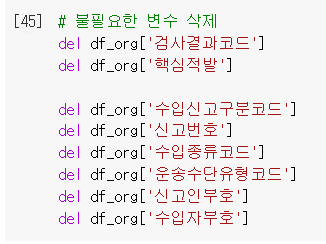 [45] # 불필요한 변수 삭제
del df_org['검사결과코드']
del df_org['핵심적발']
del df_org['수입신고구분코드']
del df_org['신고번호']
del df_org['수입종류코드']
del df_org['운송수단유형코드']
del df_org['신고인부호']
del df_org['수입자부호']